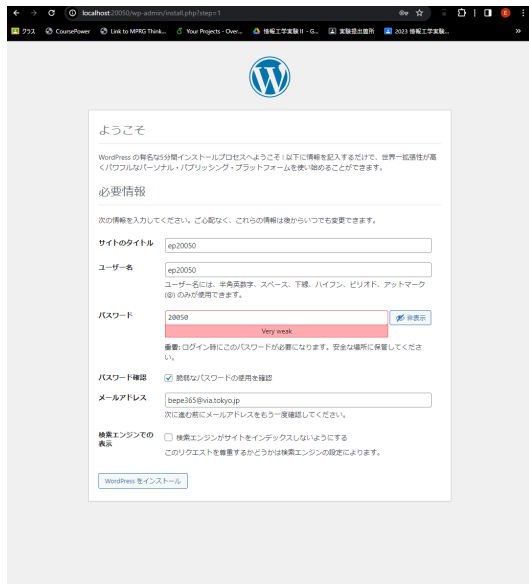 localhost:20050/wp-admin/install.php?step=1
クラス CoursePower Link to MPRG Think... Your Projects - Over... 情報工学実験 II - G... 実験提出箇所 2023 情報工学実験... »
ようこそ
WordPress の有名な5分間インストールプロセスへようこそ ! 以下に情報を記入するだけで、世界一拡張性が高
くパワフルなパーソナル・パブリッシング・プラットフォームを使い始めることができます。
必要情報
次の情報を入力してください。ご心配なく、これらの情報は後からいつでも変更できます。
サイトのタイトル ep20050
ユーザー名 ep20050
ユーザー名には、半角英数字、スペース、下線、ハイフン、ピリオド、アットマーク
(@) のみが使用できます。
パスワード 20050 非表示
Very weak
重要: ログイン時にこのパスワードが必要になります。安全な場所に保管してくださ
い。
パスワード確認 脆弱なパスワードの使用を確認
メールアドレス bepe365@via.tokyo.jp
次に進む前にメールアドレスをもう一度確認してください。
検索エンジンでの 検索エンジンがサイトをインデックスしないようにする
表示
このリクエストを尊重するかどうかは検索エンジンの設定によります。
WordPress をインストール